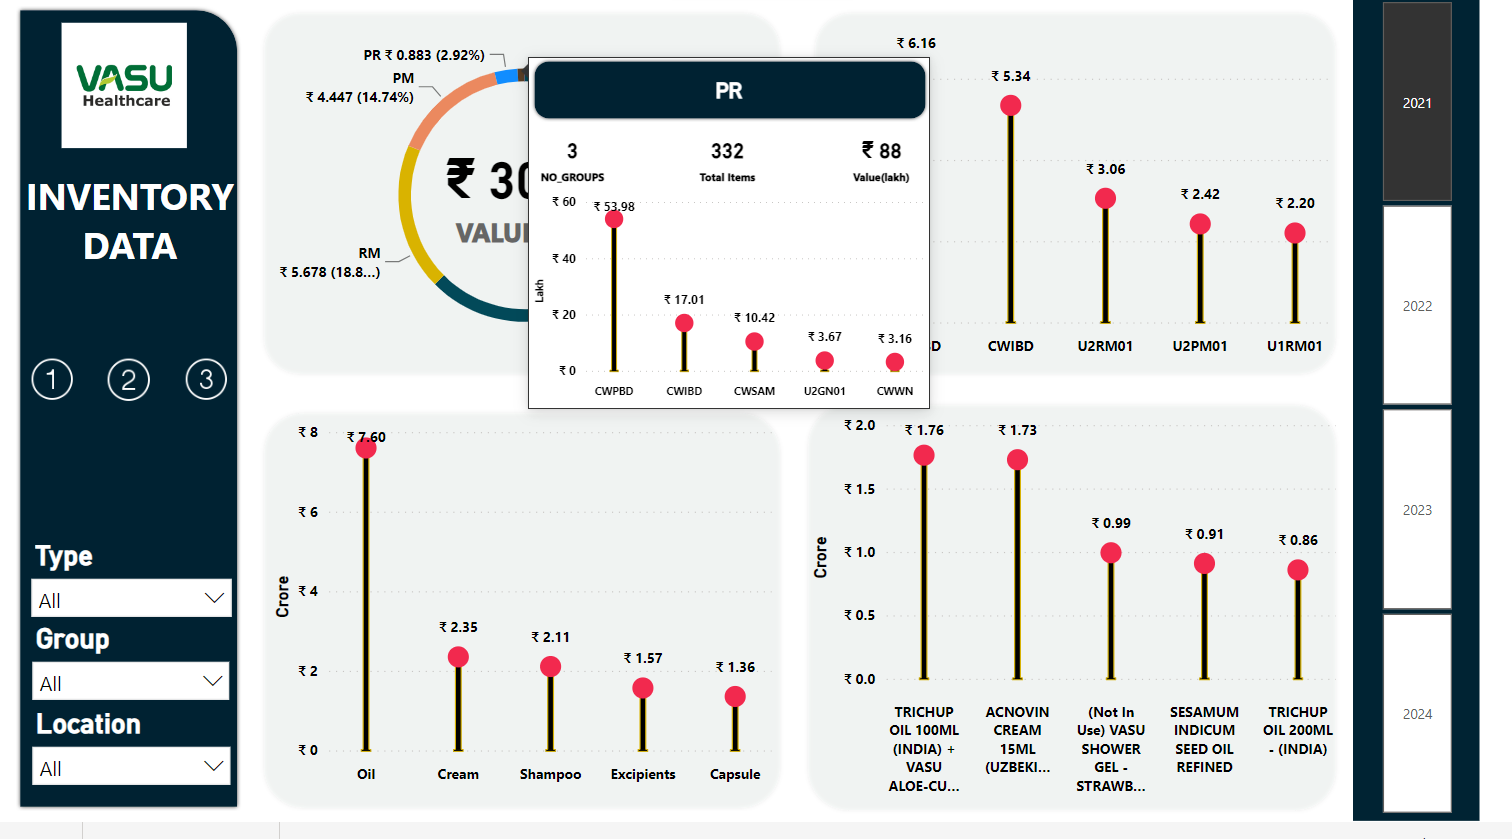 VASU
Healthcare
INVENTORY
DATA
1
2
3
Type
All
Group
All
Location
All
PR ₹ 0.883 (2.92%)
PM
₹ 4.447 (14.74%)
RM
₹ 5.678 (18.8...)
₹ 30
VALU
PR
3
NO_GROUPS
332
Total Items
₹ 88
Value(lakh)
Lakh
₹ 60
₹ 40
₹ 20
₹ 0
₹ 53.98
₹ 17.01
₹ 10.42
₹ 3.67
₹ 3.16
CWPBD
CWIBD
CWSAM
U2GN01
CWWN
₹ 6.16
₹ 5.34
₹ 3.06
₹ 2.42
₹ 2.20
BD
CWIBD
U2RM01
U2PM01
U1RM01
Crore
₹ 8
₹ 6
₹ 4
₹ 2
₹ 0
₹ 7.60
₹ 2.35
₹ 2.11
₹ 1.57
₹ 1.36
Oil
Cream
Shampoo
Excipients
Capsule
Crore
₹ 2.0
₹ 1.5
₹ 1.0
₹ 0.5
₹ 0.0
₹ 1.76
₹ 1.73
₹ 0.99
₹ 0.91
₹ 0.86
TRICHUP
OIL 100ML
(INDIA) +
VASU
ALOE-CU...
ACNOVIN
CREAM
15ML
(UZBEKI...
(Not In
Use) VASU
SHOWER
GEL -
STRAWB...
SESAMUM
INDICUM
SEED OIL
REFINED
TRICHUP
OIL 200ML
- (INDIA)
2021
2022
2023
2024